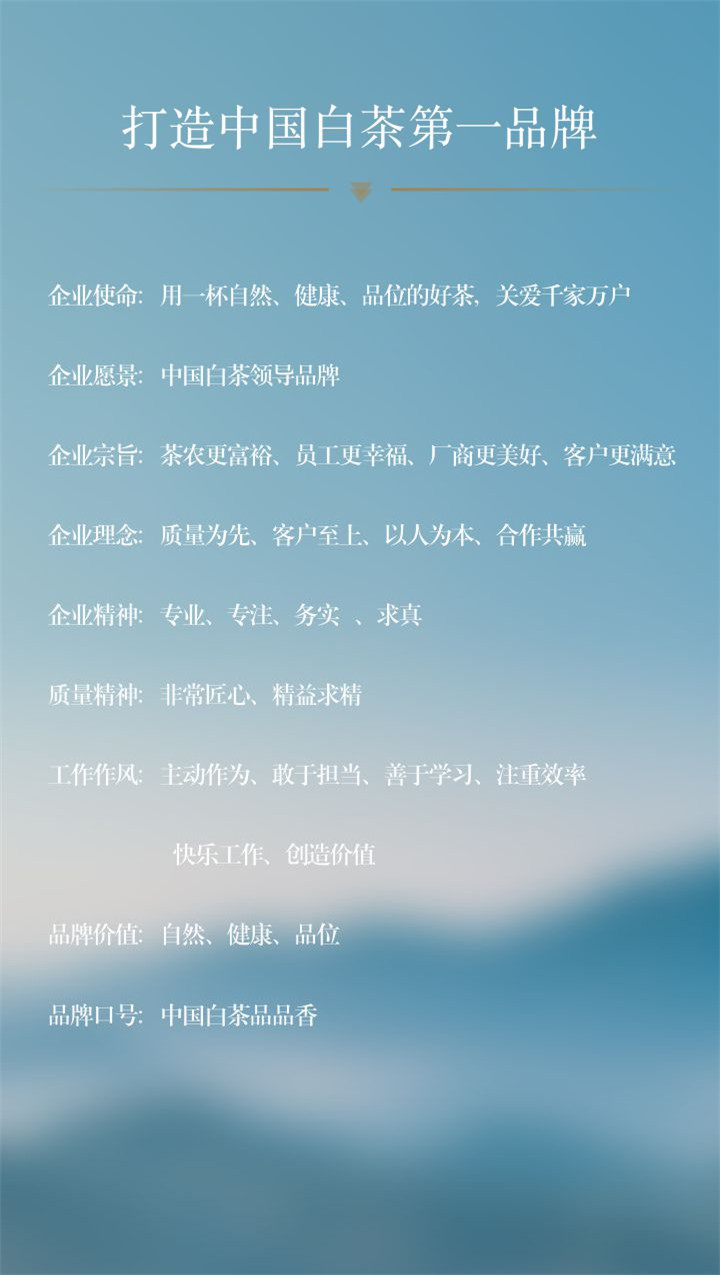 打造中国白茶第一品牌
企业使命: 用一杯自然、健康、品位的好茶, 关爱千家万户
企业愿景: 中国白茶领导品牌
企业宗旨: 茶农更富裕、员工更幸福、厂商更美好、客户更满意
企业理念: 质量为先、客户至上、以人为本、合作共赢
企业精神: 专业、专注、务实 、求真
质量精神: 非常匠心、精益求精
工作作风: 主动作为、敢于担当、善于学习、注重效率
快乐工作、创造价值
品牌价值: 自然、健康、品位
品牌口号: 中国白茶品品香